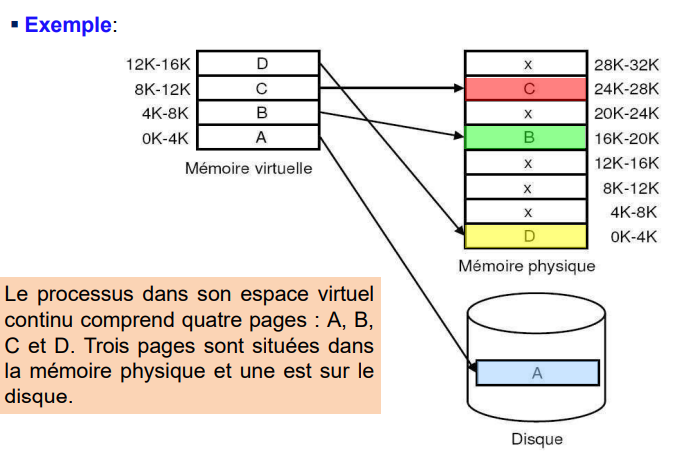 ▪ Exemple:
12K-16K D
8K-12K C
4K-8K B
0K-4K A
Mémoire virtuelle
x 28K-32K
C 24K-28K
x 20K-24K
B 16K-20K
x 12K-16K
x 8K-12K
x 4K-8K
D 0K-4K
Mémoire physique
Le processus dans son espace virtuel
continu comprend quatre pages : A, B,
C et D. Trois pages sont situées dans
la mémoire physique et une est sur le
disque.
A
Disque